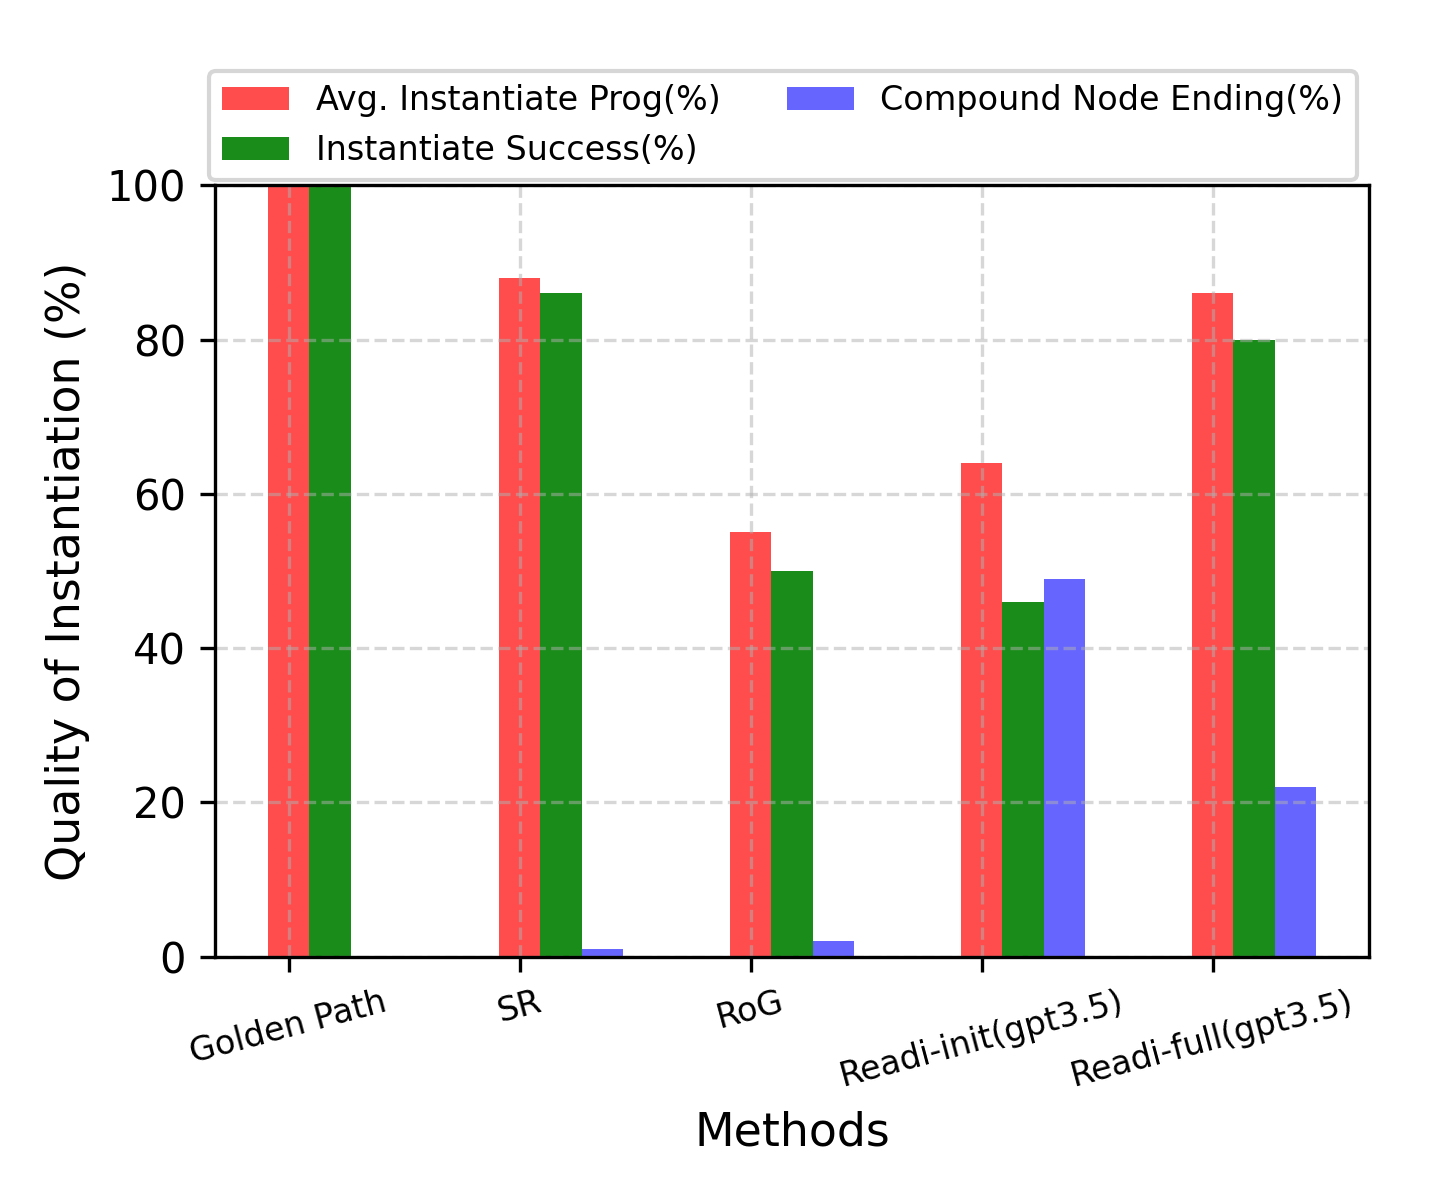 Avg. Instantiate Prog(%)
Instantiate Success(%)
Compound Node Ending(%)
Quality of Instantiation (%)
100
80
60
40
20
0
Golden Path
SR
RoG
Readi-init(gpt3.5)
Readi-full(gpt3.5)
Methods